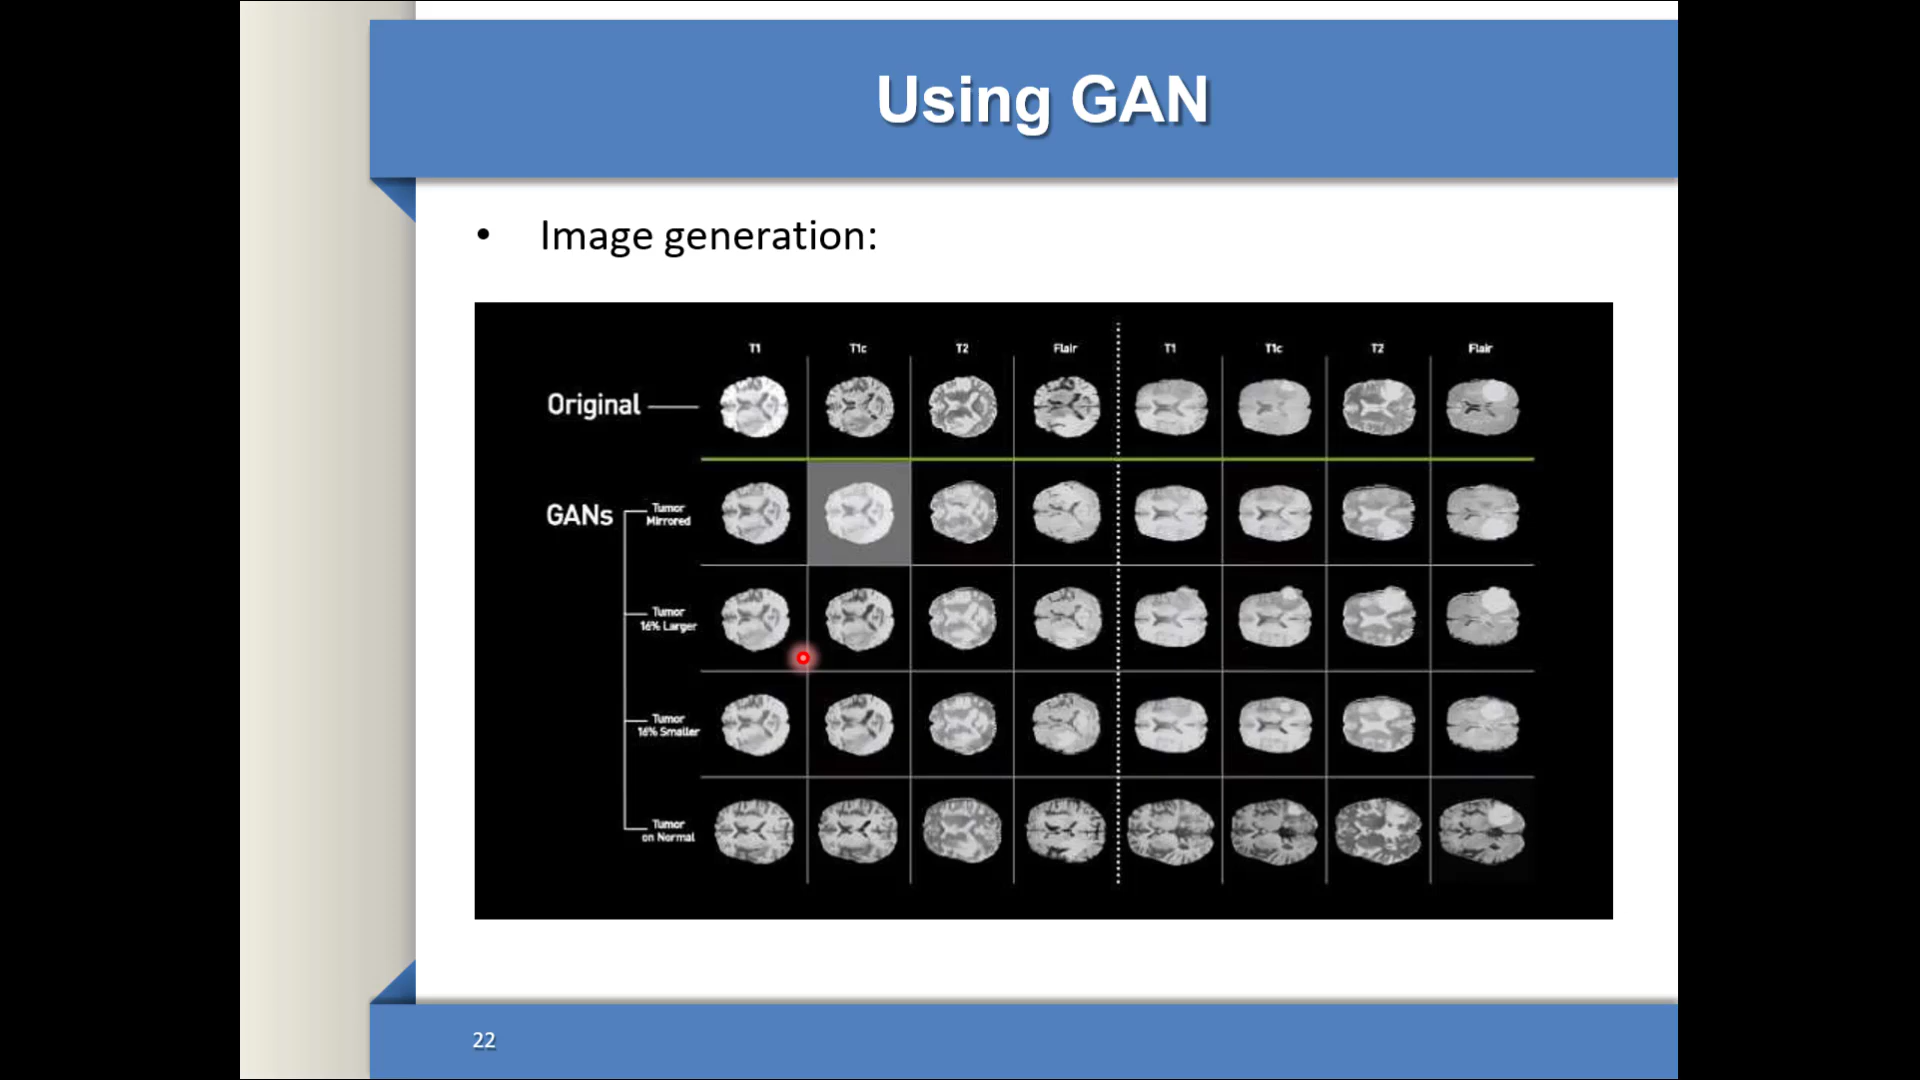 Using GAN
• Image generation:
T1 T1c T2 Flair T1 T1c T2 Flair
Original
GANs
Tumor
Mirrored
Tumor
16% Larger
Tumor
16% Smaller
Tumor
on Normal
22